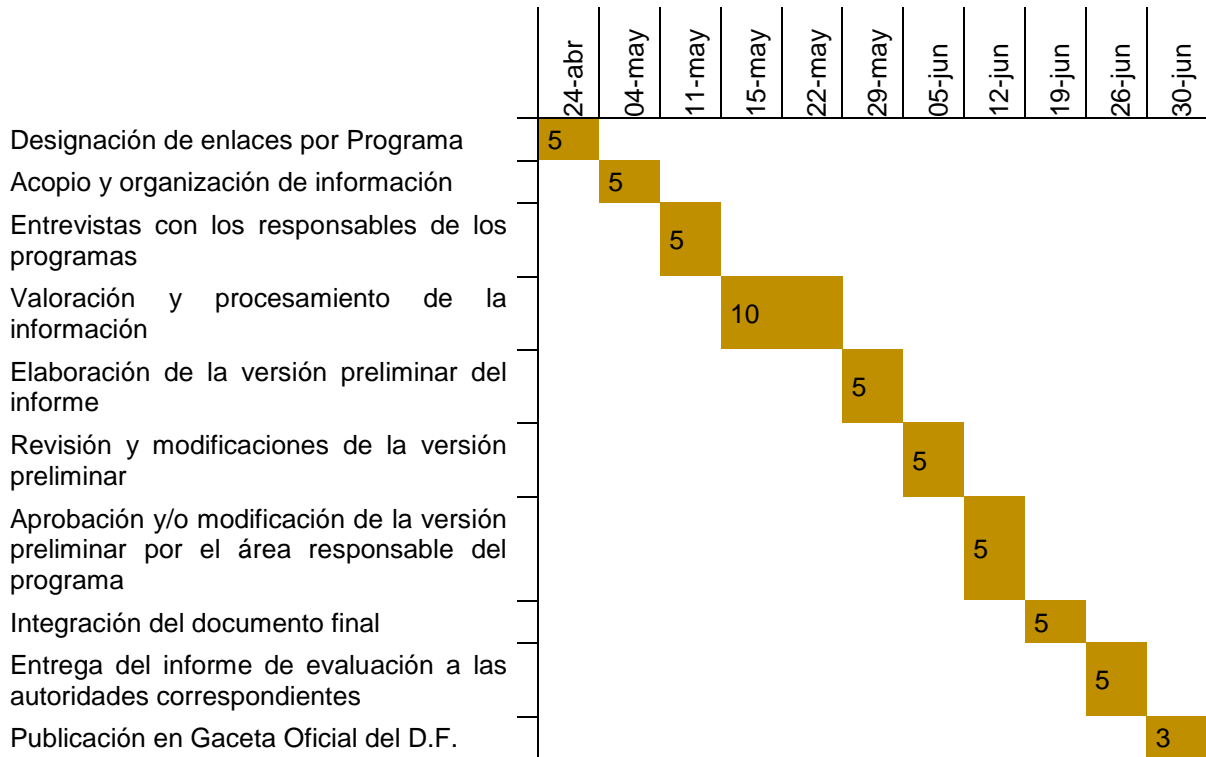 24-abr 04-may 11-may 15-may 22-may 29-may 05-jun 12-jun 19-jun 26-jun 30-jun
Designación de enlaces por Programa 5
Acopio y organización de información 5
Entrevistas con los responsables de los
programas
5
Valoración y procesamiento de la
información
10
Elaboración de la versión preliminar del
informe
5
Revisión y modificaciones de la versión
preliminar
5
Aprobación y/o modificación de la versión
preliminar por el área responsable del
programa
5
Integración del documento final 5
Entrega del informe de evaluación a las
autoridades correspondientes
5
Publicación en Gaceta Oficial del D.F. 3